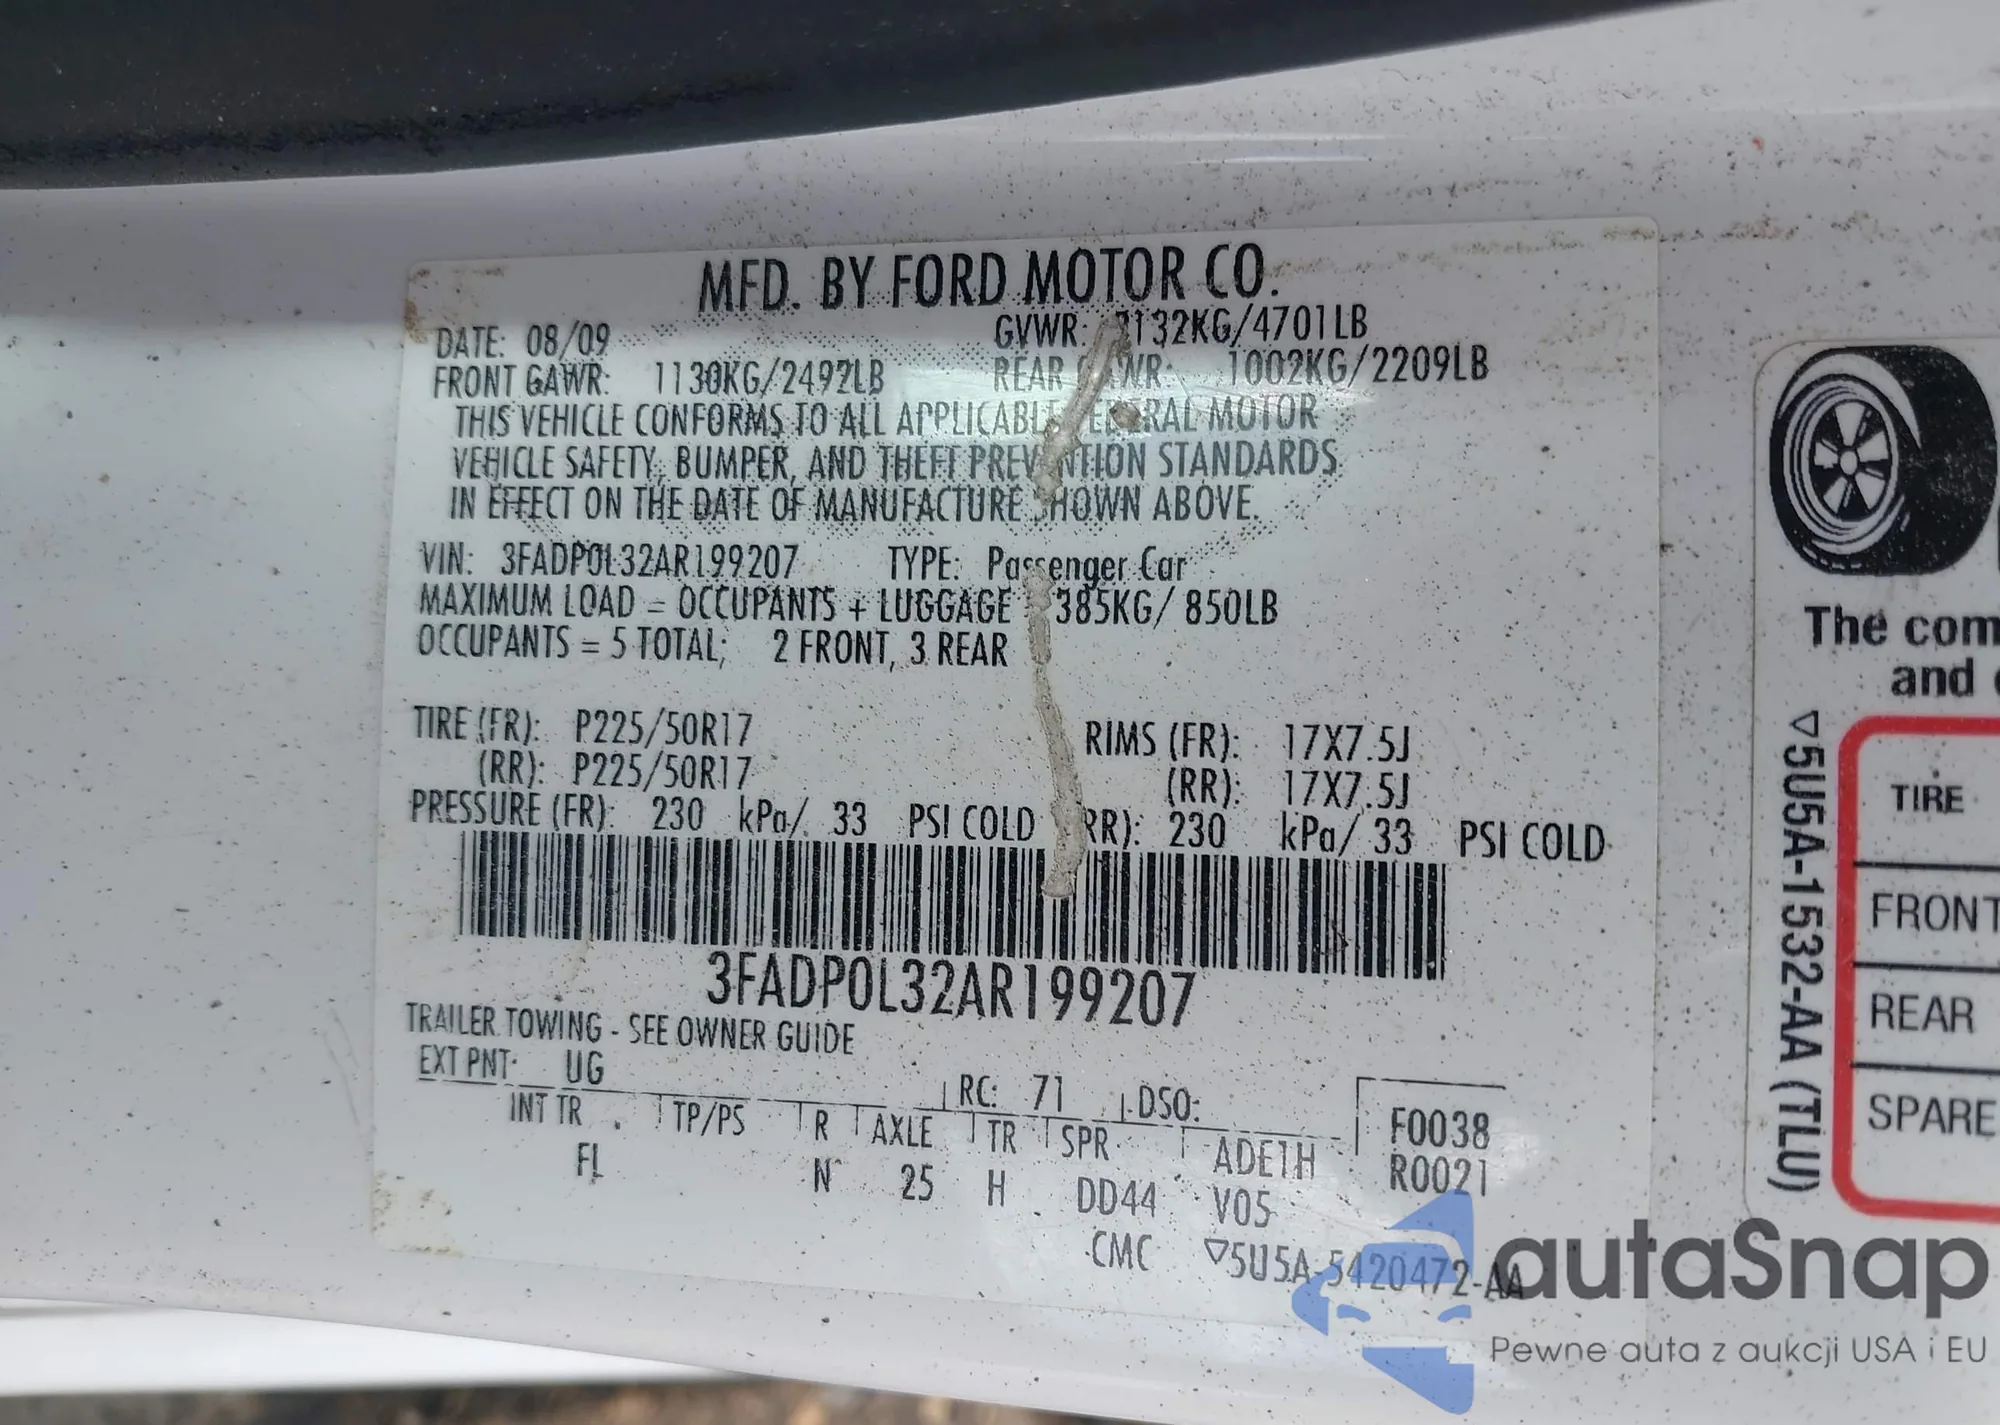 MFD. BY FORD MOTOR CO.
DATE: 08/09 GVWR: 2132KG/4701LB
FRONT GAWR: 1130KG/2492LB REAR GAWR: 1002KG/2209LB
THIS VEHICLE CONFORMS TO ALL APPLICABLE FEDERAL MOTOR
VEHICLE SAFETY, BUMPER, AND THEFT PREVENTION STANDARDS
IN EFFECT ON THE DATE OF MANUFACTURE SHOWN ABOVE.
VIN: 3FADP0L32AR199207 TYPE: Passenger Car
MAXIMUM LOAD = OCCUPANTS + LUGGAGE = 385KG/ 850LB
OCCUPANTS = 5 TOTAL; 2 FRONT, 3 REAR
TIRE (FR): P225/50R17 RIMS (FR): 17X7.5J
(RR): P225/50R17 (RR): 17X7.5J
PRESSURE (FR): 230 kPa/ 33 PSI COLD (RR): 230 kPa/ 33 PSI COLD
3FADP0L32AR199207
TRAILER TOWING - SEE OWNER GUIDE
EXT PNT: UG RC: 71 DSO:
INT TR TP/PS R AXLE TR SPR ADE1H F0038
FL N 25 H DD44 V05 R0021
CMC ▽5U5A-5420472-AA
The com
and
▽5U5A-1532-AA (TLU)
TIRE
FRONT
REAR
SPARE
autaSnap
Pewne auta z aukcji USA i EU